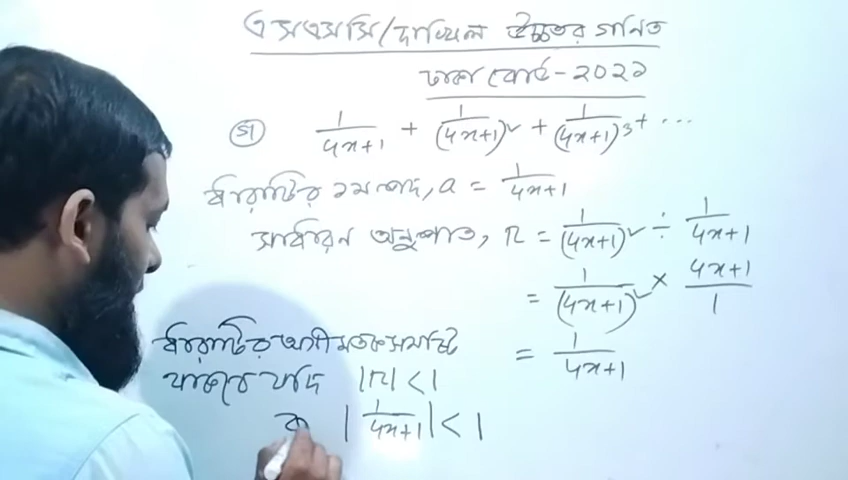 এসএসসি/দাখিল উচ্চতর গণিত
ঢাকা বোর্ড-২০২১
গ) 1/(4x+1) + 1/(4x+1)² + 1/(4x+1)³ + ...
ধারাটির ১ম পদ, a = 1/(4x+1)
সাধারন অনুপাত, r = 1/(4x+1)² ÷ 1/(4x+1)
= 1/(4x+1)² × (4x+1)/1
= 1/(4x+1)
ধারাটির অসীমতক সমষ্টি
থাকবে যদি |r| < 1
|1/(4x+1)| < 1